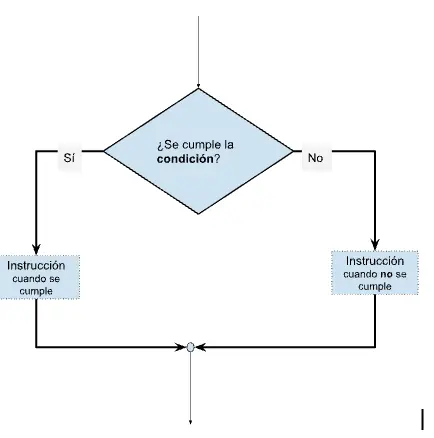 ¿Se cumple la
condición?
Sí
No
Instrucción
cuando se
cumple
Instrucción
cuando no se
cumple